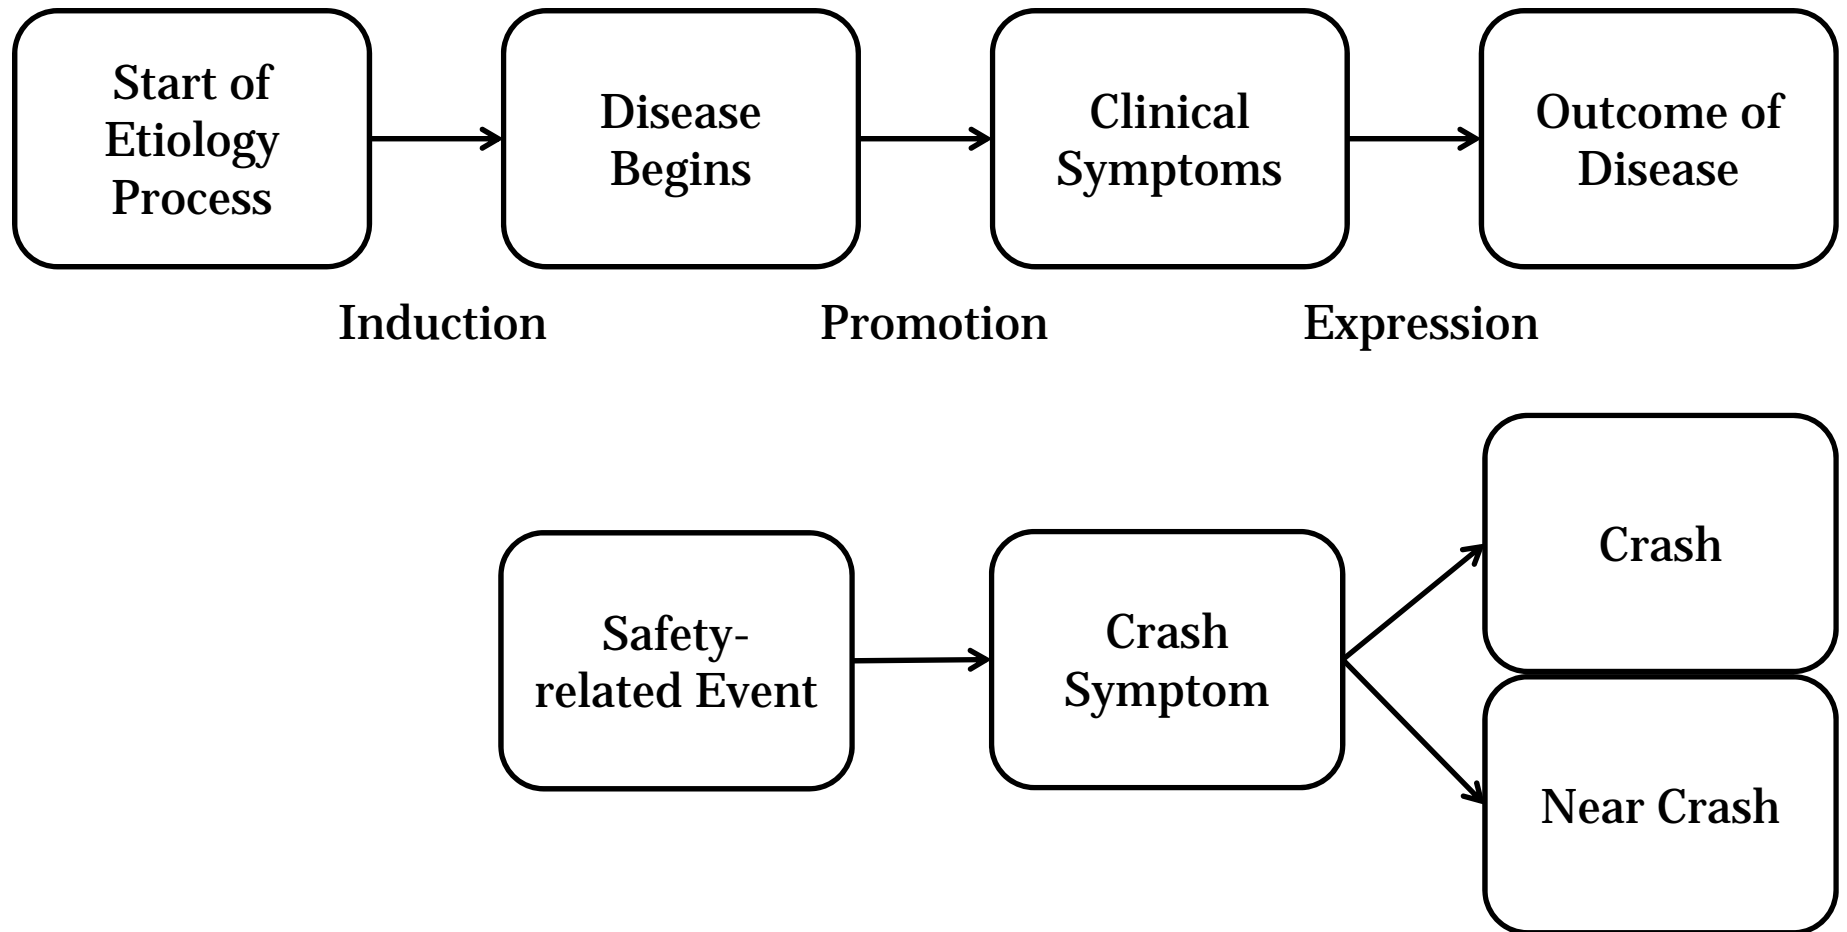 Start of
Etiology
Process
Disease
Begins
Clinical
Symptoms
Outcome of
Disease
Induction
Promotion
Expression
Safety-
related Event
Crash
Symptom
Crash
Near Crash